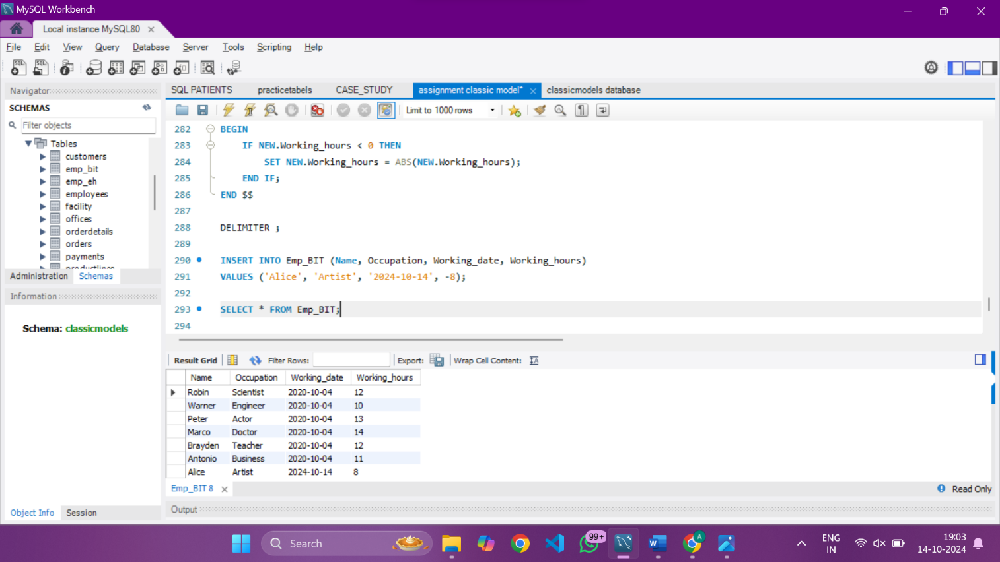 MySQL Workbench
Local instance MySQL80
File Edit View Query Database Server Tools Scripting Help
Navigator
SCHEMAS
Filter objects
Tables
customers
emp_bit
emp_eh
employees
facility
offices
orderdetails
orders
payments
productlines
Administration Schemas
Information
Schema: classicmodels
Object Info Session
SQL PATIENTS practicetabels CASE_STUDY assignment classic model* classicmodels database
Limit to 1000 rows
282 BEGIN
283 IF NEW.Working_hours < 0 THEN
284 SET NEW.Working_hours = ABS(NEW.Working_hours);
285 END IF;
286 END $$
287
288 DELIMITER ;
289
290 INSERT INTO Emp_BIT (Name, Occupation, Working_date, Working_hours)
291 VALUES ('Alice', 'Artist', '2024-10-14', -8);
292
293 SELECT * FROM Emp_BIT;
294
Result Grid Filter Rows: Export: Wrap Cell Content:
Name Occupation Working_date Working_hours
Robin Scientist 2020-10-04 12
Warner Engineer 2020-10-04 10
Peter Actor 2020-10-04 13
Marco Doctor 2020-10-04 14
Brayden Teacher 2020-10-04 12
Antonio Business 2020-10-04 11
Alice Artist 2024-10-14 8
Emp_BIT 8
Read Only
Output
Search
99+
A
ENG
IN
19:03
14-10-2024